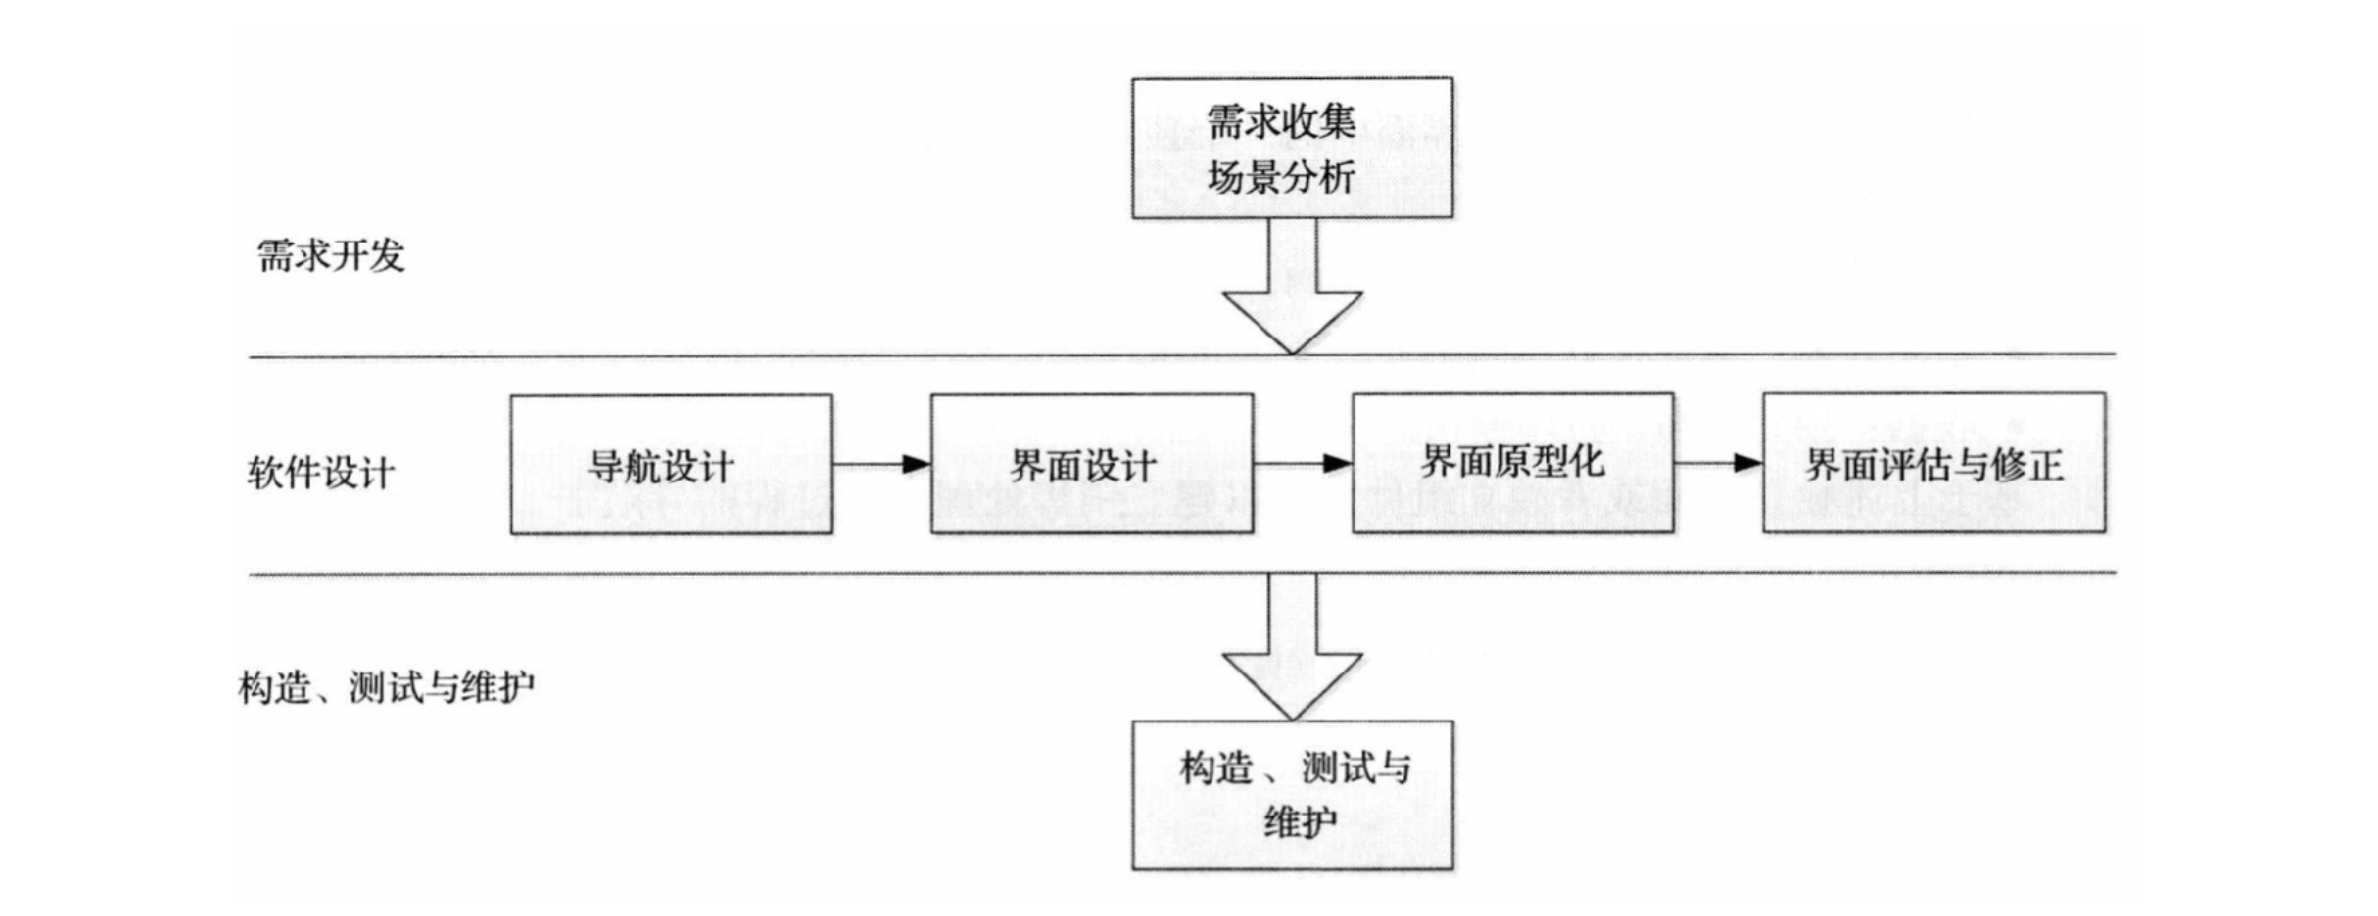 需求收集
场景分析
需求开发
软件设计
导航设计
界面设计
界面原型化
界面评估与修正
构造、测试与维护
构造、测试与
维护